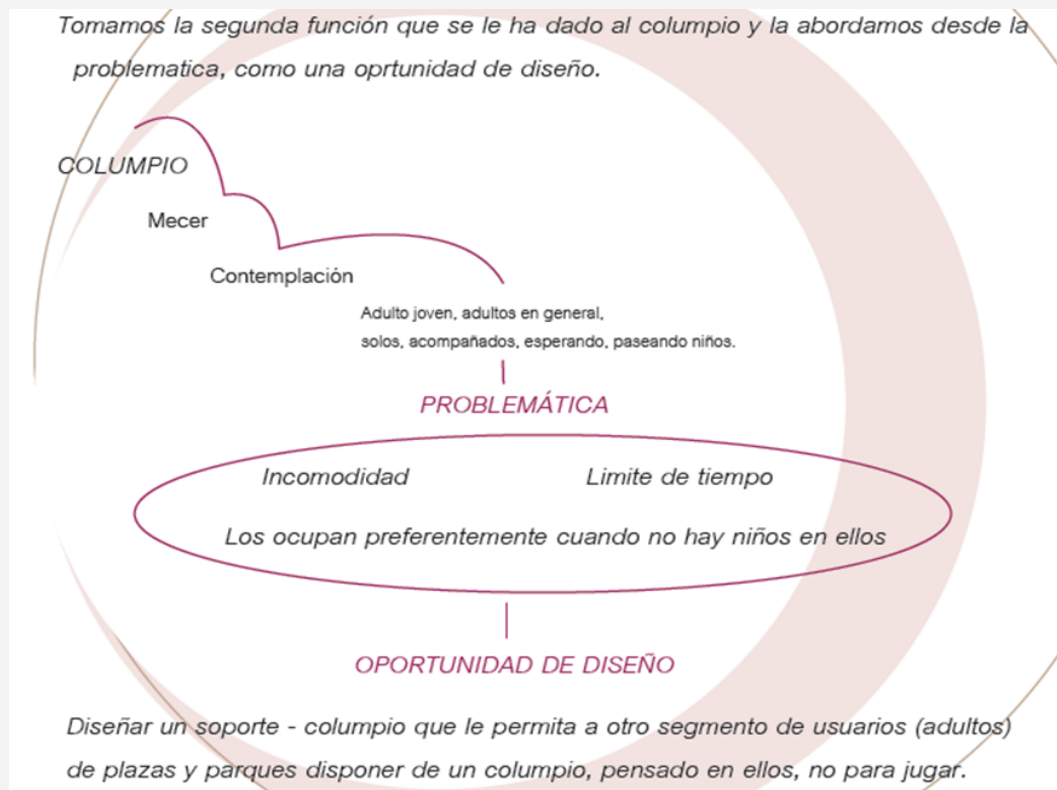 Tomamos la segunda función que se le ha dado al columpio y la abordamos desde la
problematica, como una oprtunidad de diseño.
COLUMPIO
Mecer
Contemplación
Adulto joven, adultos en general,
solos, acompañados, esperando, paseando niños.
PROBLEMÁTICA
Incomodidad Limite de tiempo
Los ocupan preferentemente cuando no hay niños en ellos
OPORTUNIDAD DE DISEÑO
Diseñar un soporte - columpio que le permita a otro segmento de usuarios (adultos)
de plazas y parques disponer de un columpio, pensado en ellos, no para jugar.